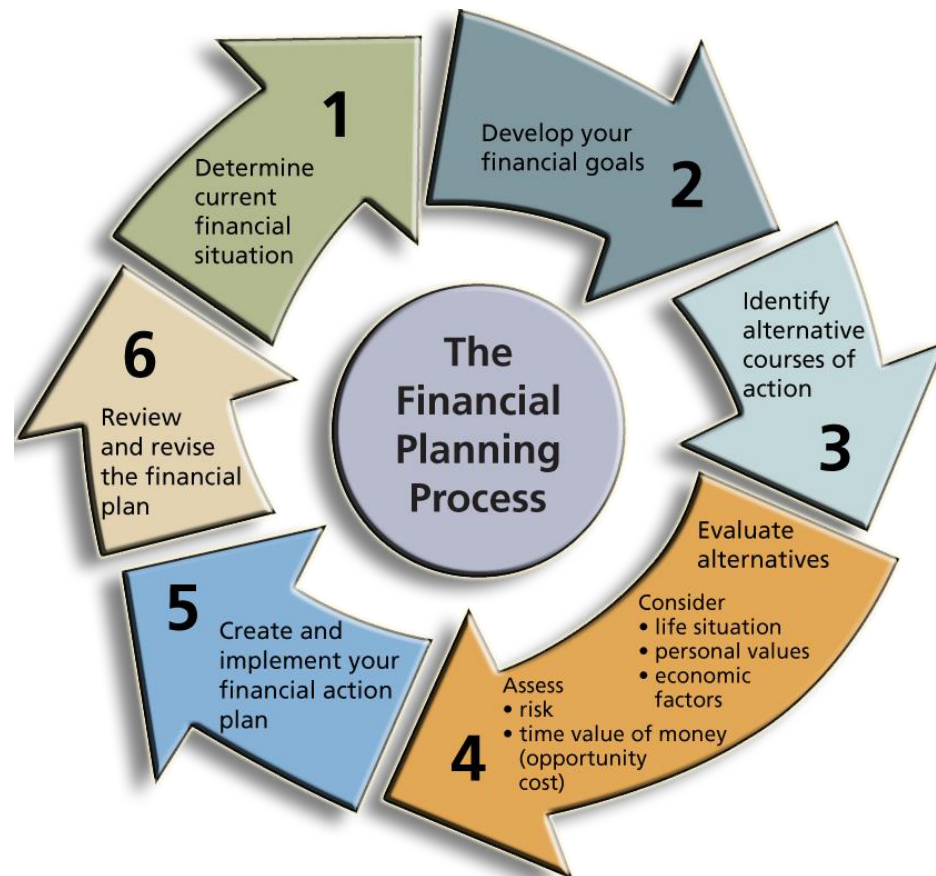 The
Financial
Planning
Process
1
Determine
current
financial
situation
Develop your
financial goals
2
Identify
alternative
courses of
action
3
Evaluate
alternatives
Consider
• life situation
• personal values
• economic
factors
Assess
• risk
• time value of money
(opportunity
cost)
4
5
Create and
implement your
financial action
plan
6
Review
and revise
the financial
plan